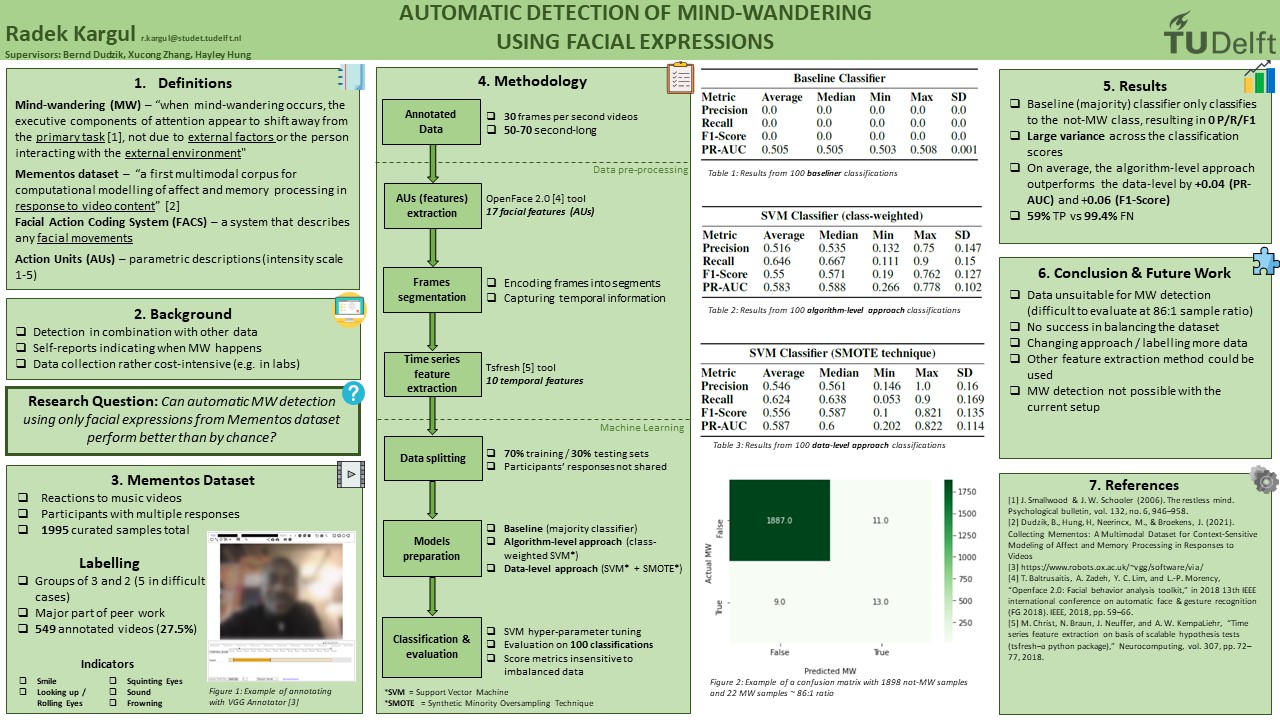 AUTOMATIC DETECTION OF MIND-WANDERING
USING FACIAL EXPRESSIONS
Radek Kargul r.kargul@studet.tudelft.nl
Supervisors: Bernd Dudzik, Xucong Zhang, Hayley Hung
TUDelft
1. Definitions
Mind-wandering (MW) – "when mind-wandering occurs, the
executive components of attention appear to shift away from
the primary task [1], not due to external factors or the person
interacting with the external environment"
Mementos dataset – "a first multimodal corpus for
computational modelling of affect and memory processing in
response to video content" [2]
Facial Action Coding System (FACS) – a system that describes
any facial movements
Action Units (AUs) – parametric descriptions (intensity scale
1-5)
2. Background
Detection in combination with other data
Self-reports indicating when MW happens
Data collection rather cost-intensive (e.g. in labs)
Research Question: Can automatic MW detection
using only facial expressions from Mementos dataset
perform better than by chance?
3. Mementos Dataset
Reactions to music videos
Participants with multiple responses
1995 curated samples total
Labelling
Groups of 3 and 2 (5 in difficult
cases)
Major part of peer work
549 annotated videos (27.5%)
Indicators
Smile
Looking up /
Rolling Eyes
Squinting Eyes
Sound
Frowning
Figure 1: Example of annotating
with VGG Annotator [3]
4. Methodology
Annotated
Data
30 frames per second videos
50-70 second-long
Data pre-processing
AUs (features)
extraction
OpenFace 2.0 [4] tool
17 facial features (AUs)
Frames
segmentation
Encoding frames into segments
Capturing temporal information
Time series
feature
extraction
Tsfresh [5] tool
10 temporal features
Machine Learning
Data splitting
70% training / 30% testing sets
Participants' responses not shared
Models
preparation
Baseline (majority classifier)
Algorithm-level approach (class-
weighted SVM*)
Data-level approach (SVM* + SMOTE*)
Classification &
evaluation
SVM hyper-parameter tuning
Evaluation on 100 classifications
Score metrics insensitive to
imbalanced data
*SVM = Support Vector Machine
*SMOTE = Synthetic Minority Oversampling Technique
Baseline Classifier
Metric Average Median Min Max SD
Precision 0.0 0.0 0.0 0.0 0.0
Recall 0.0 0.0 0.0 0.0 0.0
F1-Score 0.0 0.0 0.0 0.0 0.0
PR-AUC 0.505 0.505 0.503 0.508 0.001
Table 1: Results from 100 baseliner classifications
SVM Classifier (class-weighted)
Metric Average Median Min Max SD
Precision 0.516 0.535 0.132 0.75 0.147
Recall 0.646 0.667 0.111 0.9 0.15
F1-Score 0.55 0.571 0.19 0.762 0.127
PR-AUC 0.583 0.588 0.266 0.778 0.102
Table 2: Results from 100 algorithm-level approach classifications
SVM Classifier (SMOTE technique)
Metric Average Median Min Max SD
Precision 0.546 0.561 0.146 1.0 0.16
Recall 0.624 0.638 0.053 0.9 0.169
F1-Score 0.556 0.587 0.1 0.821 0.135
PR-AUC 0.587 0.6 0.202 0.822 0.114
Table 3: Results from 100 data-level approach classifications
Actual MW
False
True
1887.0 11.0
9.0 13.0
False True
Predicted MW
1750
1500
1250
1000
750
500
250
Figure 2: Example of a confusion matrix with 1898 not-MW samples
and 22 MW samples ~ 86:1 ratio
5. Results
Baseline (majority) classifier only classifies
to the not-MW class, resulting in 0 P/R/F1
Large variance across the classification
scores
On average, the algorithm-level approach
outperforms the data-level by +0.04 (PR-
AUC) and +0.06 (F1-Score)
59% TP vs 99.4% FN
6. Conclusion & Future Work
Data unsuitable for MW detection
(difficult to evaluate at 86:1 sample ratio)
No success in balancing the dataset
Changing approach / labelling more data
Other feature extraction method could be
used
MW detection not possible with the
current setup
7. References
[1] J. Smallwood & J. W. Schooler (2006). The restless mind.
Psychological bulletin, vol. 132, no. 6, 946–958.
[2] Dudzik, B., Hung, H, Neerincx, M., & Broekens, J. (2021).
Collecting Mementos: A Multimodal Dataset for Context-Sensitive
Modeling of Affect and Memory Processing in Responses to
Videos
[3] https://www.robots.ox.ac.uk/~vgg/software/via/
[4] T. Baltrusaitis, A. Zadeh, Y. C. Lim, and L.-P. Morency,
"Openface 2.0: Facial behavior analysis toolkit," in 2018 13th IEEE
international conference on automatic face & gesture recognition
(FG 2018). IEEE, 2018, pp. 59–66.
[5] M. Christ, N. Braun, J. Neuffer, and A. W. KempaLiehr, "Time
series feature extraction on basis of scalable hypothesis tests
(tsfresh–a python package)," Neurocomputing, vol. 307, pp. 72–
77, 2018.